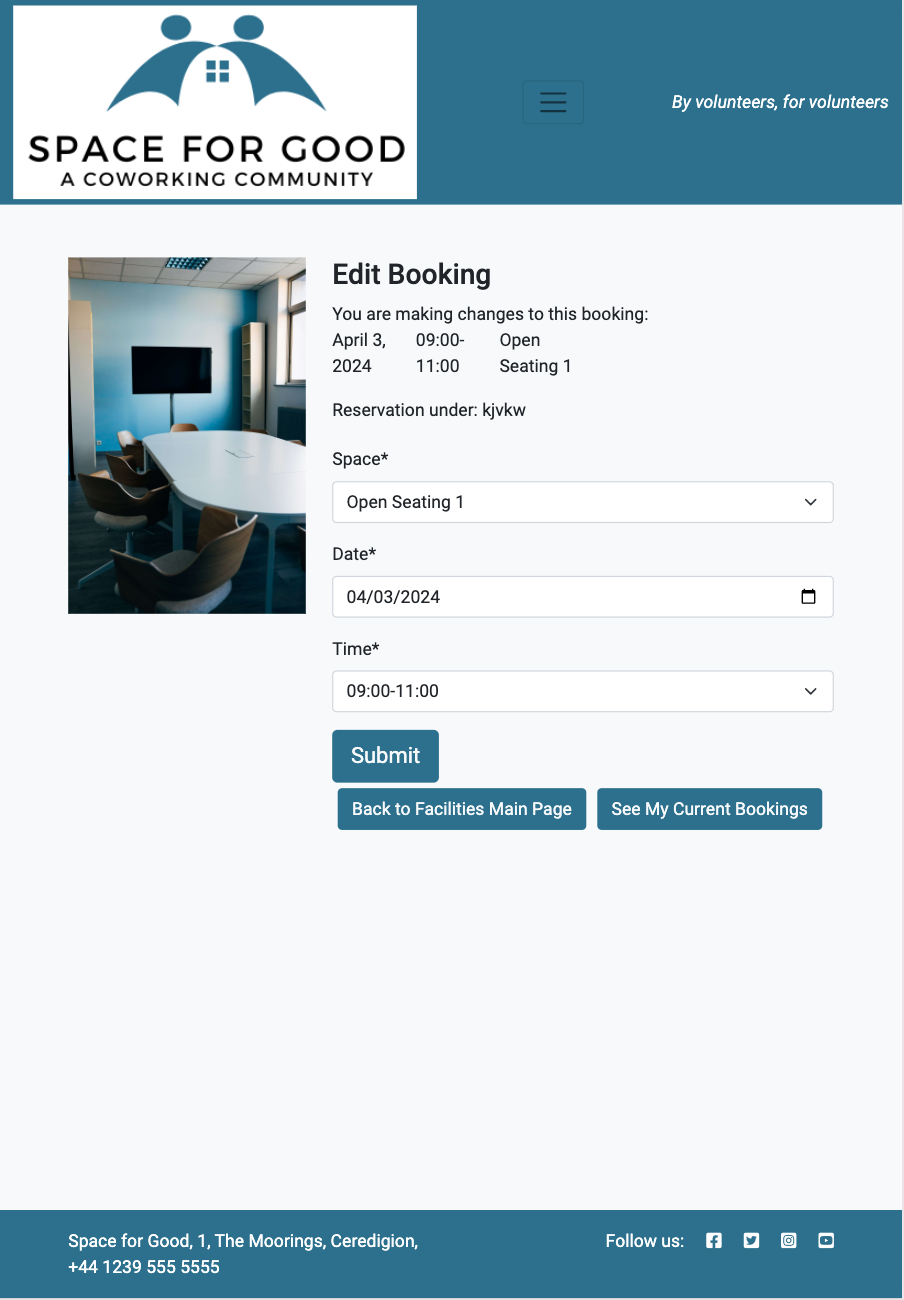 SPACE FOR GOOD
A COWORKING COMMUNITY
By volunteers, for volunteers
Edit Booking
You are making changes to this booking:
April 3, 2024
09:00-11:00
Open Seating 1
Reservation under: kjvkw
Space*
Open Seating 1
Date*
04/03/2024
Time*
09:00-11:00
Submit
Back to Facilities Main Page
See My Current Bookings
Space for Good, 1, The Moorings, Ceredigion,
+44 1239 555 5555
Follow us: